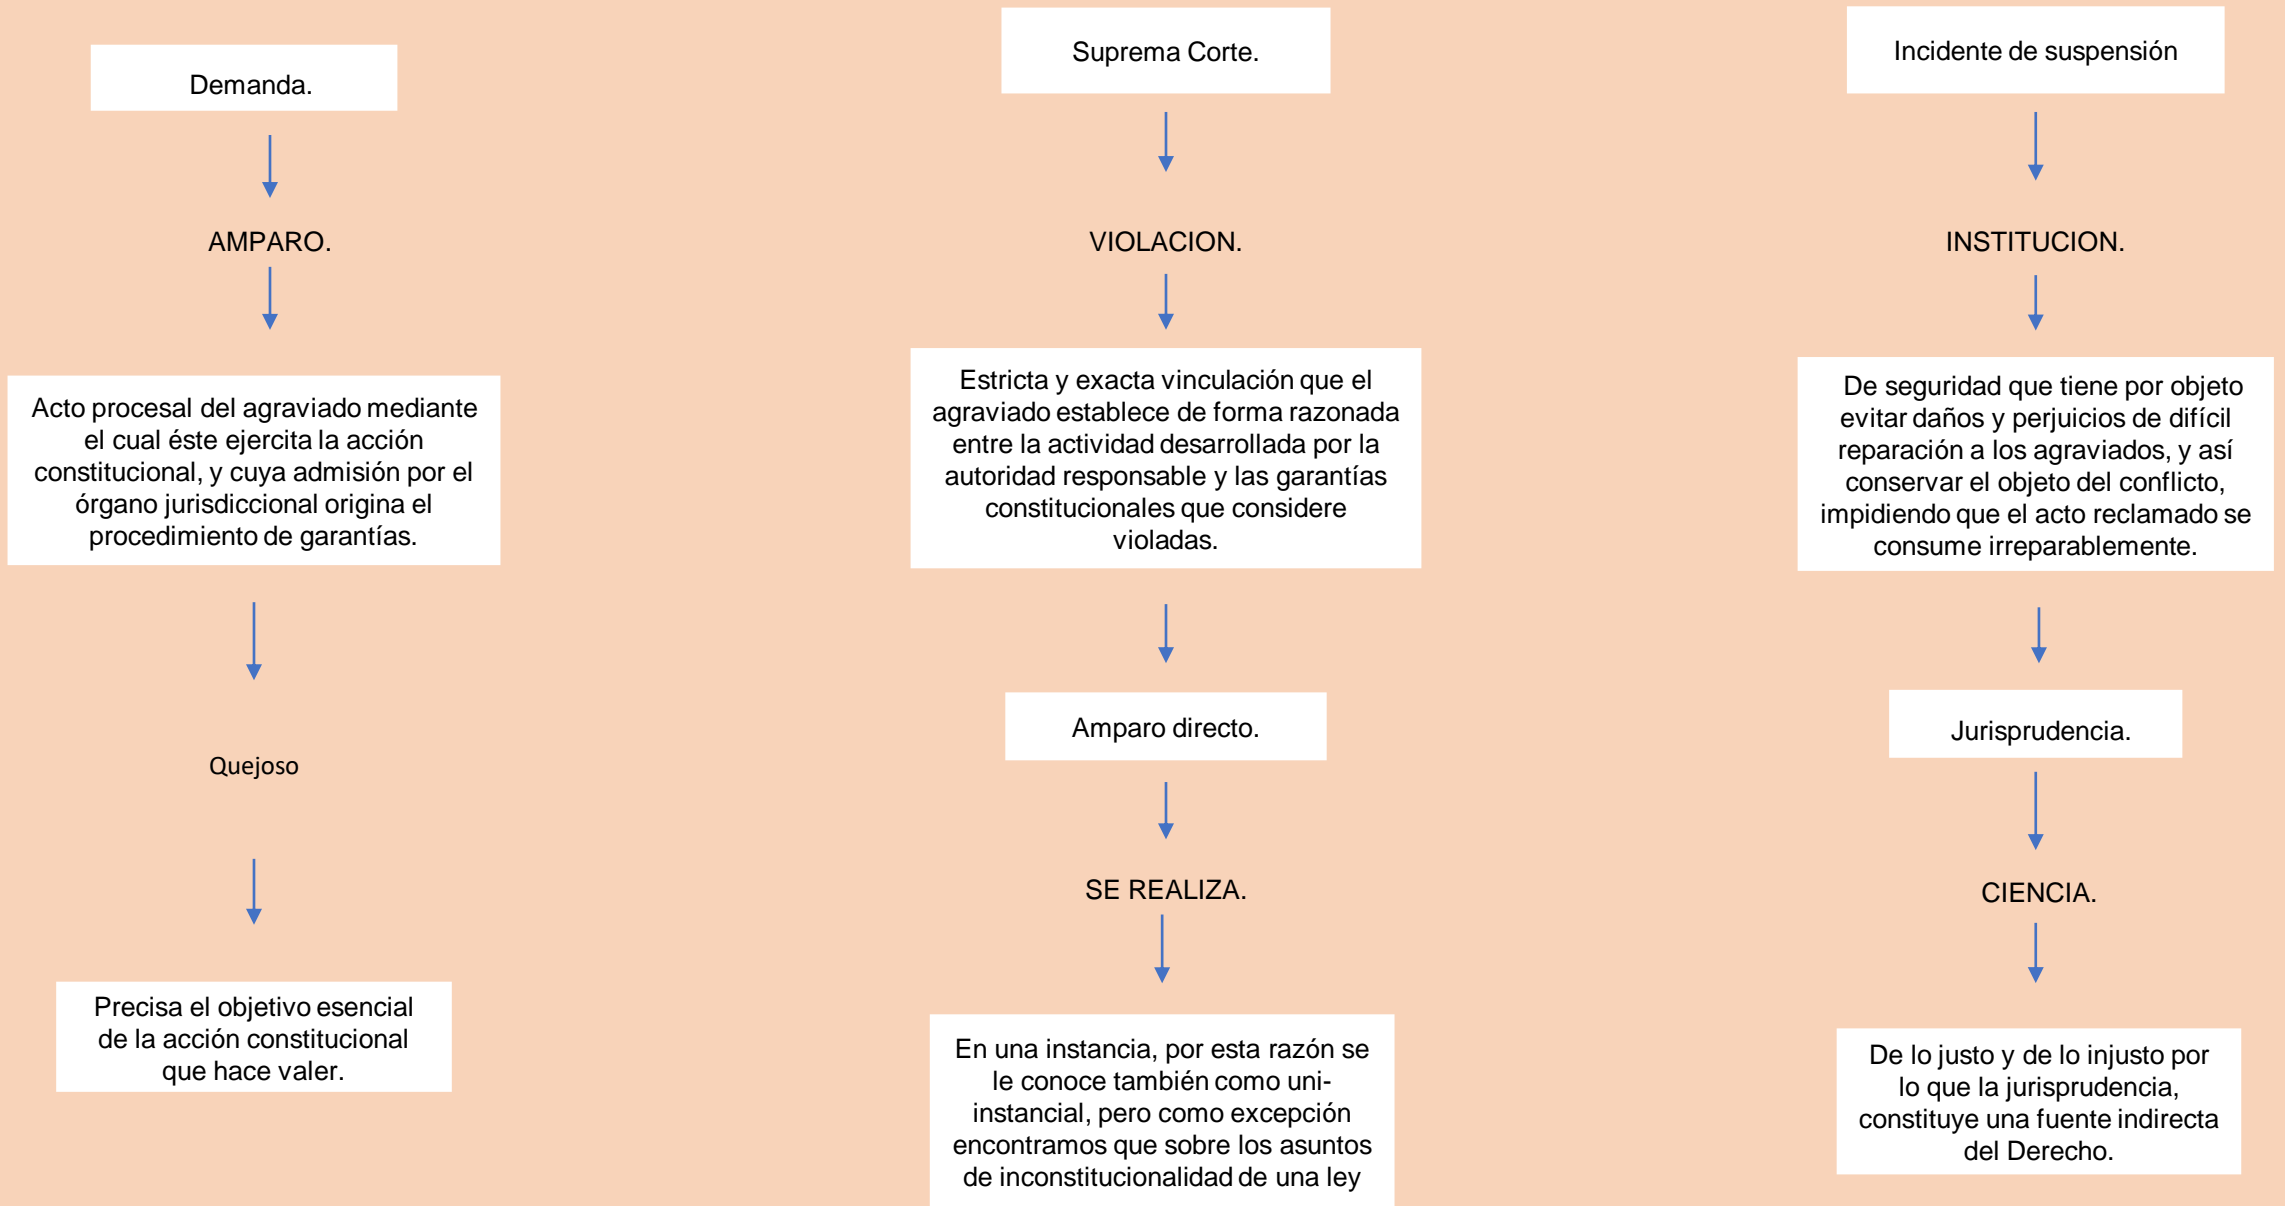 Demanda.
AMPARO.
Acto procesal del agraviado mediante
el cual éste ejercita la acción
constitucional, y cuya admisión por el
órgano jurisdiccional origina el
procedimiento de garantías.
Quejoso
Precisa el objetivo esencial
de la acción constitucional
que hace valer.
Suprema Corte.
VIOLACION.
Estricta y exacta vinculación que el
agraviado establece de forma razonada
entre la actividad desarrollada por la
autoridad responsable y las garantías
constitucionales que considere
violadas.
Amparo directo.
SE REALIZA.
En una instancia, por esta razón se
le conoce también como uni-
instancial, pero como excepción
encontramos que sobre los asuntos
de inconstitucionalidad de una ley
Incidente de suspensión
INSTITUCION.
De seguridad que tiene por objeto
evitar daños y perjuicios de difícil
reparación a los agraviados, y así
conservar el objeto del conflicto,
impidiendo que el acto reclamado se
consume irreparablemente.
Jurisprudencia.
CIENCIA.
De lo justo y de lo injusto por
lo que la jurisprudencia,
constituye una fuente indirecta
del Derecho.